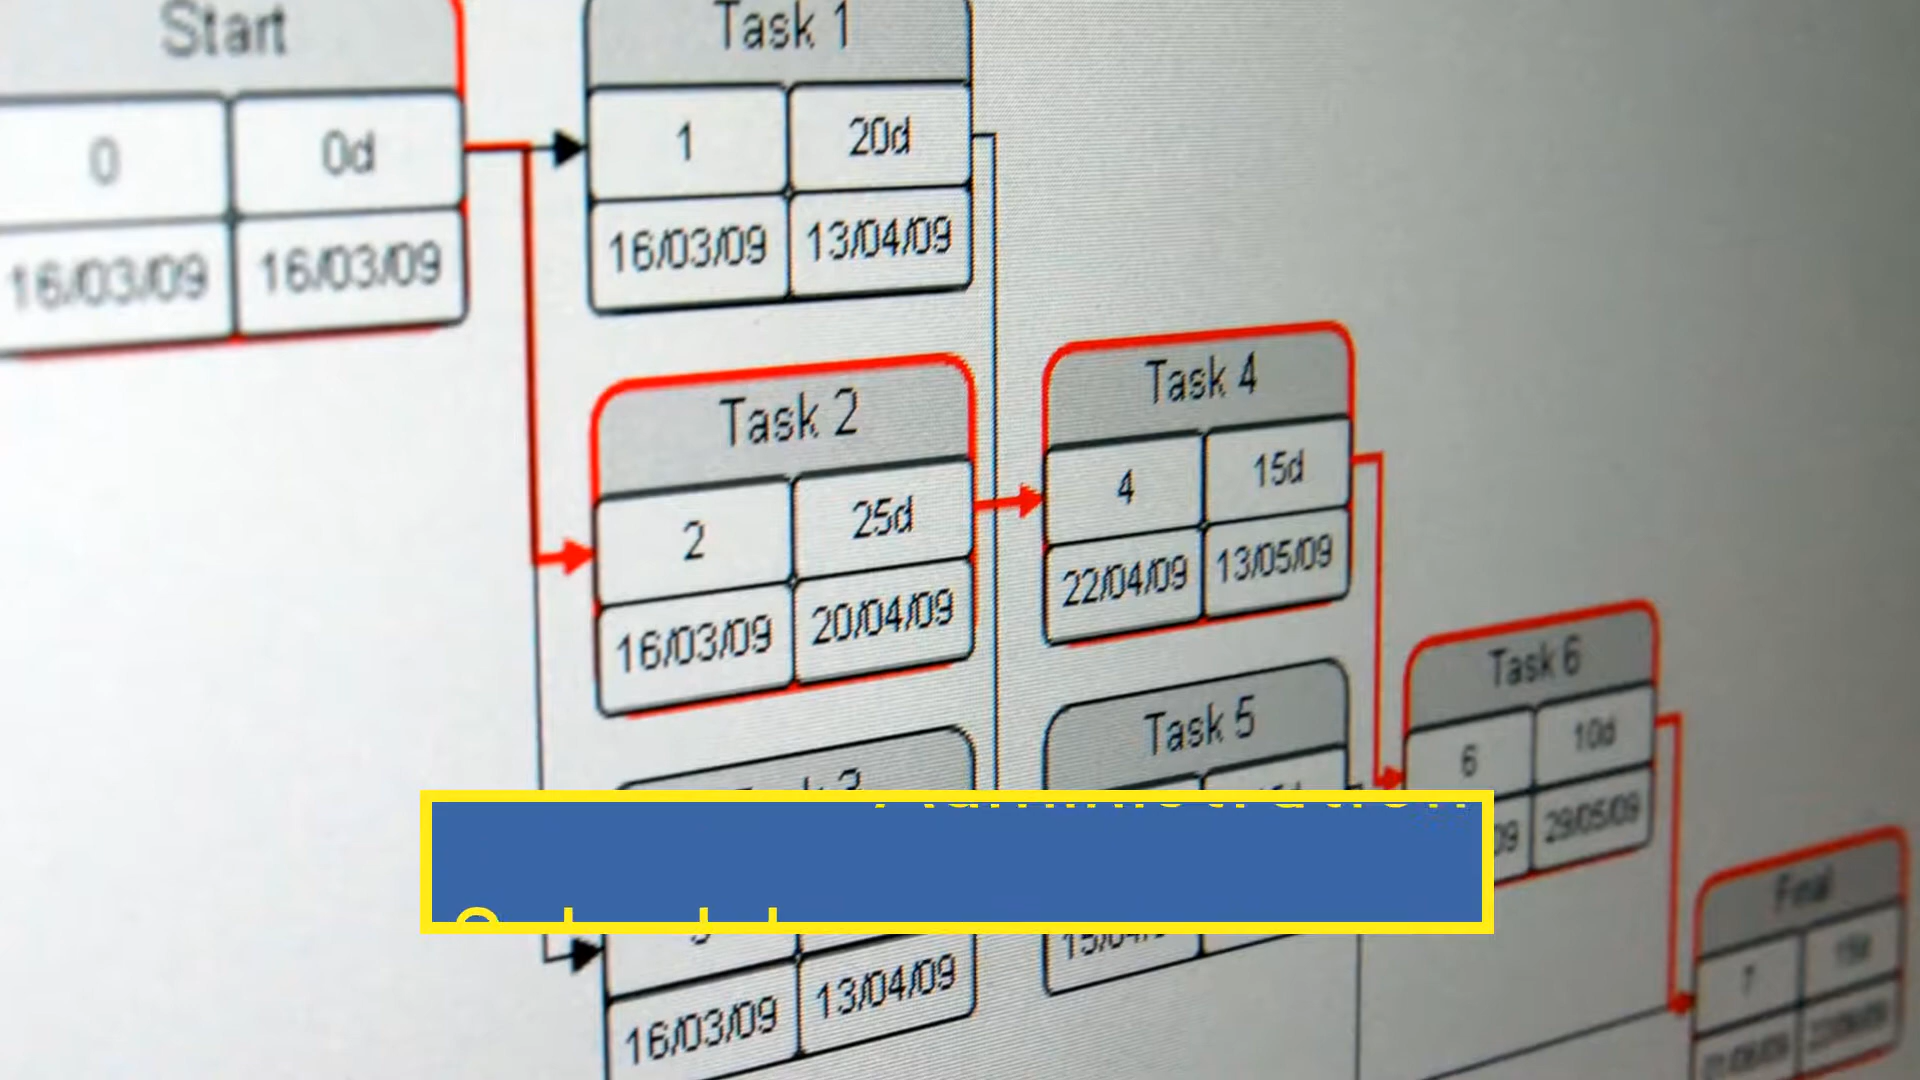 Start
0 0d
16/03/09 16/03/09
Task 1
1 20d
16/03/09 13/04/09
Task 2
2 25d
16/03/09 20/04/09
Task 4
4 15d
22/04/09 13/05/09
Task 5
Task 6
6 10d
29/05/09
16/03/09 13/04/09
Final
7